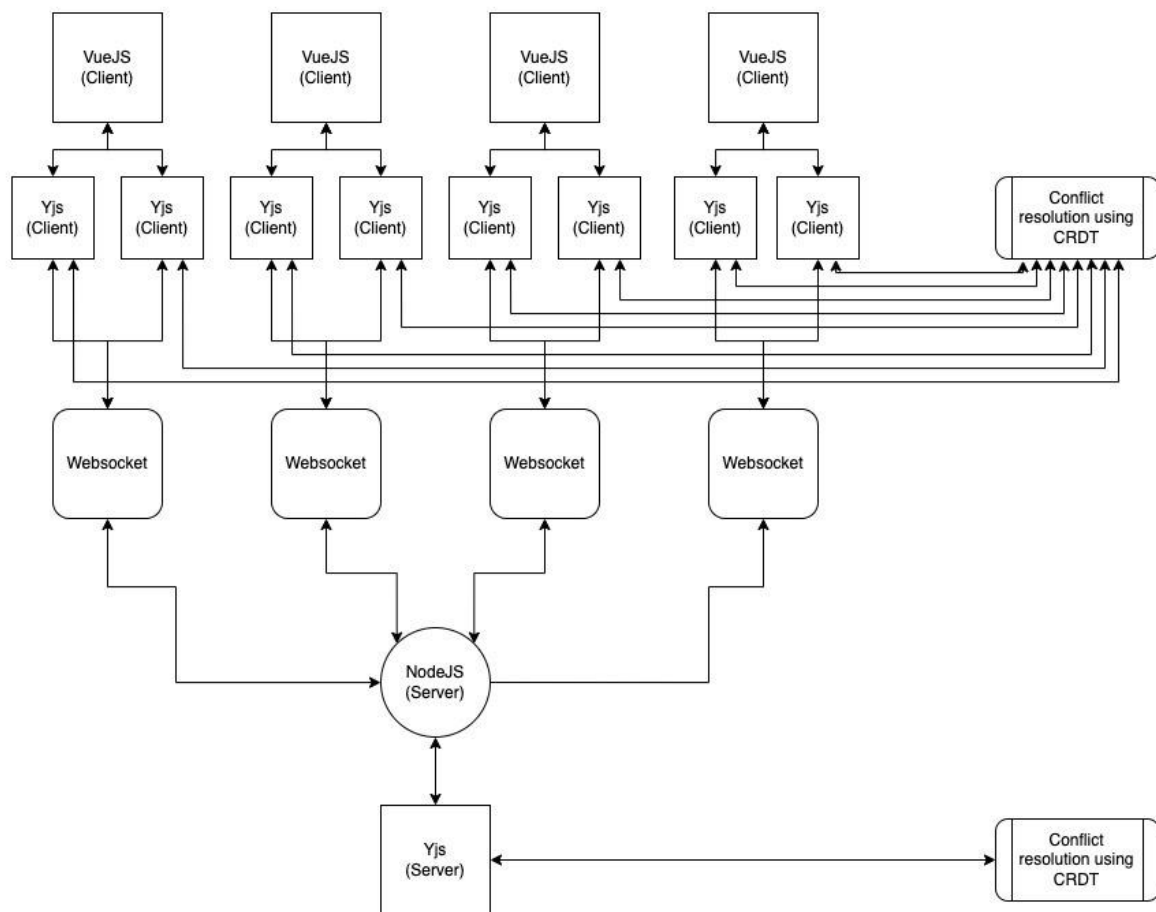 VueJS
(Client)
VueJS
(Client)
VueJS
(Client)
VueJS
(Client)
Yjs
(Client)
Yjs
(Client)
Yjs
(Client)
Yjs
(Client)
Yjs
(Client)
Yjs
(Client)
Yjs
(Client)
Yjs
(Client)
Conflict
resolution using
CRDT
Websocket
Websocket
Websocket
Websocket
NodeJS
(Server)
Yjs
(Server)
Conflict
resolution using
CRDT